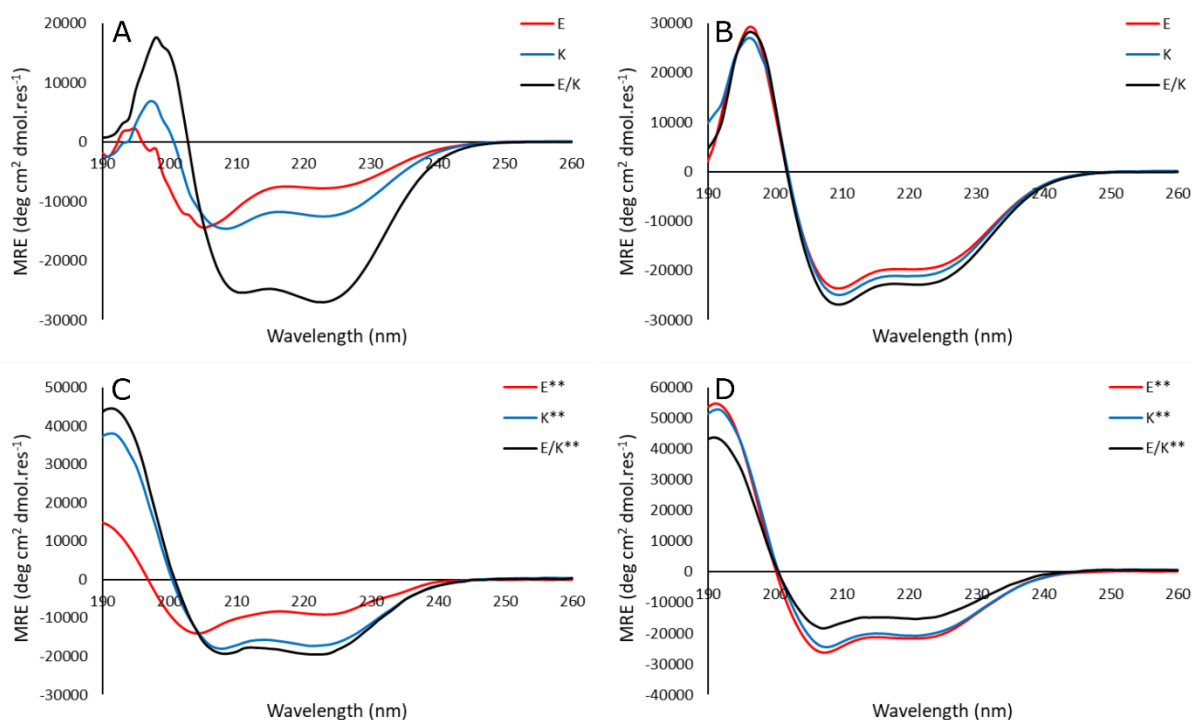 A
E
K
E/K
MRE (deg cm² dmol.res⁻¹)
20000
10000
0
-10000
-20000
-30000
190 200 210 220 230 240 250 260
Wavelength (nm)
B
E
K
E/K
MRE (deg cm² dmol.res⁻¹)
30000
20000
10000
0
-10000
-20000
-30000
190 200 210 220 230 240 250 260
Wavelength (nm)
C
E**
K**
E/K**
MRE (deg cm² dmol.res⁻¹)
50000
40000
30000
20000
10000
0
-10000
-20000
-30000
190 200 210 220 230 240 250 260
Wavelength (nm)
D
E**
K**
E/K**
MRE (deg cm² dmol.res⁻¹)
60000
50000
40000
30000
20000
10000
0
-10000
-20000
-30000
-40000
190 200 210 220 230 240 250 260
Wavelength (nm)